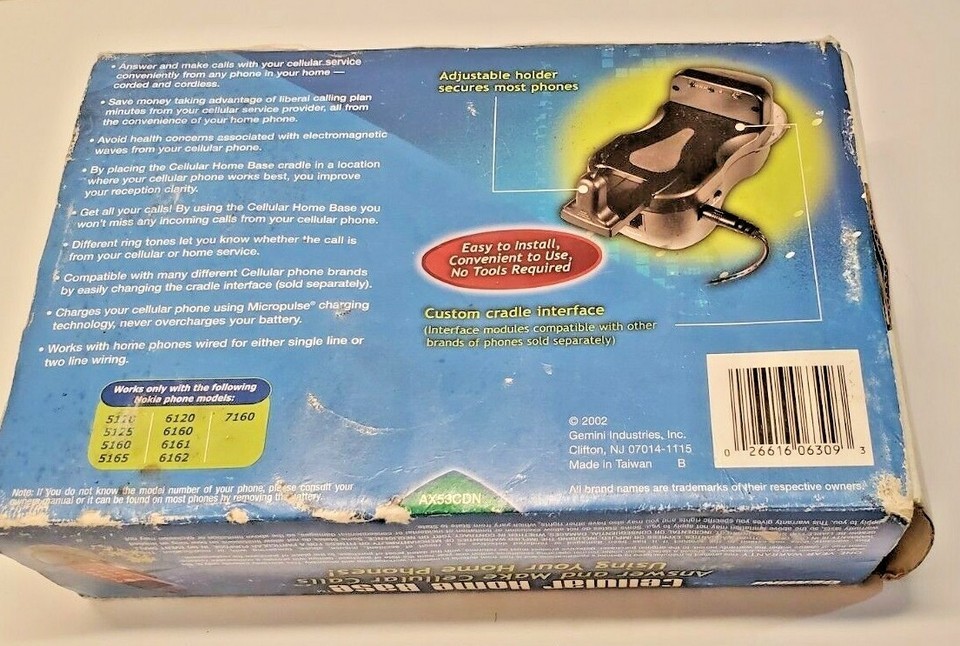 • Answer and make calls with your cellular service
conveniently from any phone in your home —
corded and cordless.
• Save money taking advantage of liberal calling plan
minutes from your cellular service provider, all from
the convenience of your home phone.
• Avoid health concerns associated with electromagnetic
waves from your cellular phone.
• By placing the Cellular Home Base cradle in a location
where your cellular phone works best, you improve
your reception clarity.
• Get all your calls! By using the Cellular Home Base you
won't miss any incoming calls from your cellular phone.
• Different ring tones let you know whether the call is
from your cellular or home service.
• Compatible with many different Cellular phone brands
by easily changing the cradle interface (sold separately).
• Charges your cellular phone using Micropulse® charging
technology, never overcharges your battery.
• Works with home phones wired for either single line or
two line wiring.
Works only with the following
Nokia phone models:
5110 6120 7160
5125 6160
5160 6161
5165 6162
Note: If you do not know the model number of your phone, please consult your
owners manual or it can be found on most phones by removing the battery.
Adjustable holder
secures most phones
Easy to Install,
Convenient to Use,
No Tools Required
Custom cradle interface
(Interface modules compatible with other
brands of phones sold separately)
© 2002
Gemini Industries, Inc.
Clifton, NJ 07014-1115
Made in Taiwan B
0 26616 06309 3
All brand names are trademarks of their respective owners.
AX53CDN
Cellular Home Base™
Answer and Make Cellular Calls
Using Your Home Phones!